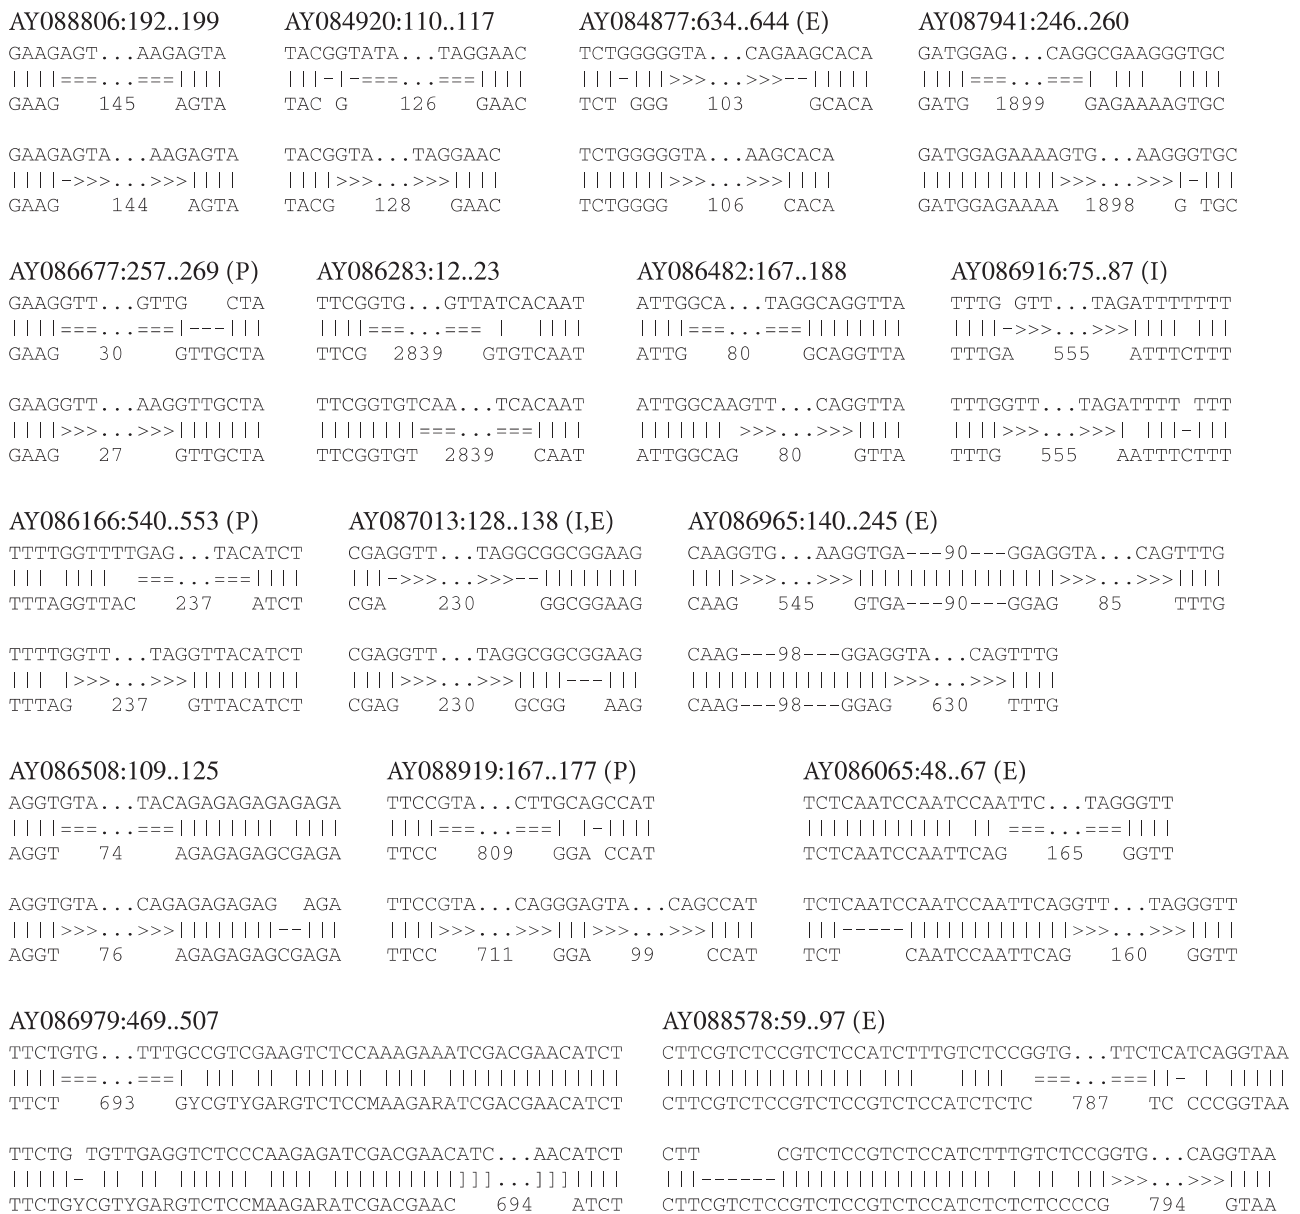 AY088806:192..199
GAAGAGT...AAGAGTA
||||===...===||||
GAAG   145   AGTA
GAAGAGTA...AAGAGTA
||||->>>...>>>||||
GAAG    144   AGTA
AY084920:110..117
TACGGTATA...TAGGAAC
|||-|-===...===||||
TAC G    126   GAAC
TACGGTA...TAGGAAC
||||>>>...>>>||||
TACG   128   GAAC
AY084877:634..644 (E)
TCTGGGGGTA...CAGAAGCACA
|||-|||>>>...>>>--|||||
TCT GGG   103     GCACA
TCTGGGGGTA...AAGCACA
|||||||>>>...>>>||||
TCTGGGG   106   CACA
AY087941:246..260
GATGGAG...CAGGCGAAGGGTGC
||||===...===| |||  ||||
GATG  1899   GAGAAAAGTGC
GATGGAGAAAAGTG...AAGGGTGC
|||||||||||>>>...>>>|-|||
GATGGAGAAAA  1898   G TGC
AY086677:257..269 (P)
GAAGGTT...GTTG   CTA
||||===...===|---|||
GAAG   30    GTTGCTA
GAAGGTT...AAGGTTGCTA
||||>>>...>>>|||||||
GAAG   27    GTTGCTA
AY086283:12..23
TTCGGTG...GTTATCACAAT
||||===...=== |  ||||
TTCG  2839   GTGTCAAT
TTCGGTGTCAA...TCACAAT
||||||||===...===||||
TTCGGTGT  2839   CAAT
AY086482:167..188
ATTGGCA...TAGGCAGGTTA
||||===...===||||||||
ATTG   80    GCAGGTTA
ATTGGCAAGTT...CAGGTTA
||||||| >>>...>>>||||
ATTGGCAG   80    GTTA
AY086916:75..87 (I)
TTTG GTT...TAGATTTTTTT
||||->>>...>>>|||| |||
TTTGA   555   ATTTCTTT
TTTGGTT...TAGATTTT TTT
||||>>>...>>>| |||-|||
TTTG   555   AATTTCTTT
AY086166:540..553 (P)
TTTTGGTTTTGAG...TACATCT
||| ||||  ===...===||||
TTTAGGTTAC   237   ATCT
TTTTGGTT...TAGGTTACATCT
||| |>>>...>>>|||||||||
TTTAG   237   GTTACATCT
AY087013:128..138 (I,E)
CGAGGTT...TAGGCGGCGGAAG
|||->>>...>>>--||||||||
CGA    230     GGCGGAAG
CGAGGTT...TAGGCGGCGGAAG
||||>>>...>>>||||---|||
CGAG   230   GCGG   AAG
AY086965:140..245 (E)
CAAGGTG...AAGGTGA---90---GGAGGTA...CAGTTTG
||||>>>...>>>||||||||||||||||>>>...>>>||||
CAAG   545   GTGA---90---GGAG   85    TTTG
CAAG---98---GGAGGTA...CAGTTTG
||||||||||||||||>>>...>>>||||
CAAG---98---GGAG   630   TTTG
AY086508:109..125
AGGTGTA...TACAGAGAGAGAGAGA
||||===...===|||||||| ||||
AGGT   74    AGAGAGAGCGAGA
AGGTGTA...CAGAGAGAGAG  AGA
||||>>>...>>>||||||||--|||
AGGT   76    AGAGAGAGCGAGA
AY088919:167..177 (P)
TTCCGTA...CTTGCAGCCAT
||||===...===| |-||||
TTCC   809   GGA CCAT
TTCCGTA...CAGGGAGTA...CAGCCAT
||||>>>...>>>|||>>>...>>>||||
TTCC   711   GGA   99    CCAT
AY086065:48..67 (E)
TCTCAATCCAATCCAATTC...TAGGGTT
|||||||||||| || ===...===||||
TCTCAATCCAATTCAG   165   GGTT
TCTCAATCCAATCCAATTCAGGTT...TAGGGTT
|||-----|||||||||||||>>>...>>>||||
TCT     CAATCCAATTCAG   160   GGTT
AY086979:469..507
TTCTGTG...TTTGCCGTCGAAGTCTCCAAAGAAATCGACGAACATCT
||||===...===| ||| || |||||||| |||| ||||||||||||||
TTCT   693   GYCGTYGARGTCTCCMAAGARATCGACGAACATCT
TTCTG TGTTGAGGTCTCCCAAGAGATCGACGAACATC...AACATCT
|||||- || || |||||| |||| ||||||||||||]]]...]]]||||
TTCTGYCGTYGARGTCTCCMAAGARATCGACGAAC   694   ATCT
AY088578:59..97 (E)
CTTCGTCTCCGTCTCCATCTTTGTCTCCGGTG...TTCTCATCAGGTAA
|||||||||||||||| |||   ||||  ===...===||- | |||||
CTTCGTCTCCGTCTCCGTCTCCATCTCTC   787   TC CCCGGTAA
CTT      CGTCTCCGTCTCCATCTTTGTCTCCGGTG...CAGGTAA
|||------|||||||||||||||||| | || |||>>>...>>>||||
CTTCGTCTCCGTCTCCGTCTCCATCTCTCTCCCCG   794   GTAA